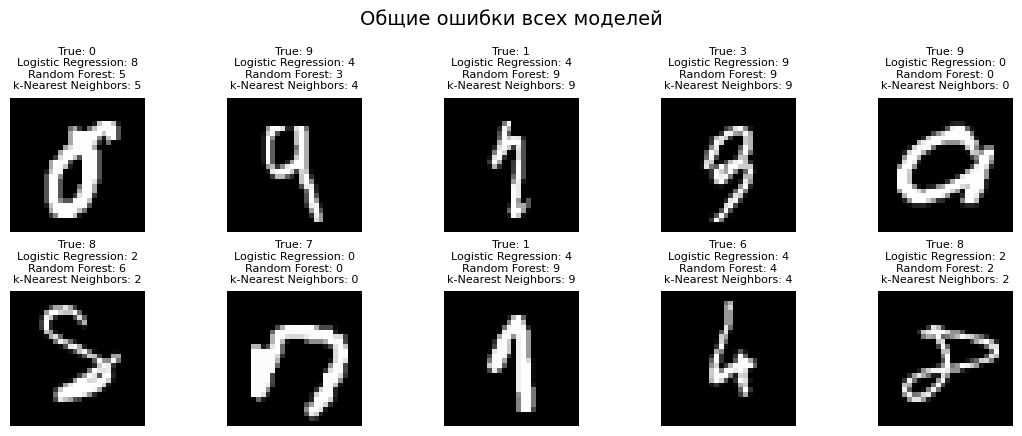 Общие ошибки всех моделей
True: 0
Logistic Regression: 8
Random Forest: 5
k-Nearest Neighbors: 5
True: 9
Logistic Regression: 4
Random Forest: 3
k-Nearest Neighbors: 4
True: 1
Logistic Regression: 4
Random Forest: 9
k-Nearest Neighbors: 9
True: 3
Logistic Regression: 9
Random Forest: 9
k-Nearest Neighbors: 9
True: 9
Logistic Regression: 0
Random Forest: 0
k-Nearest Neighbors: 0
True: 8
Logistic Regression: 2
Random Forest: 6
k-Nearest Neighbors: 2
True: 7
Logistic Regression: 0
Random Forest: 0
k-Nearest Neighbors: 0
True: 1
Logistic Regression: 4
Random Forest: 9
k-Nearest Neighbors: 9
True: 6
Logistic Regression: 4
Random Forest: 4
k-Nearest Neighbors: 4
True: 8
Logistic Regression: 2
Random Forest: 2
k-Nearest Neighbors: 2